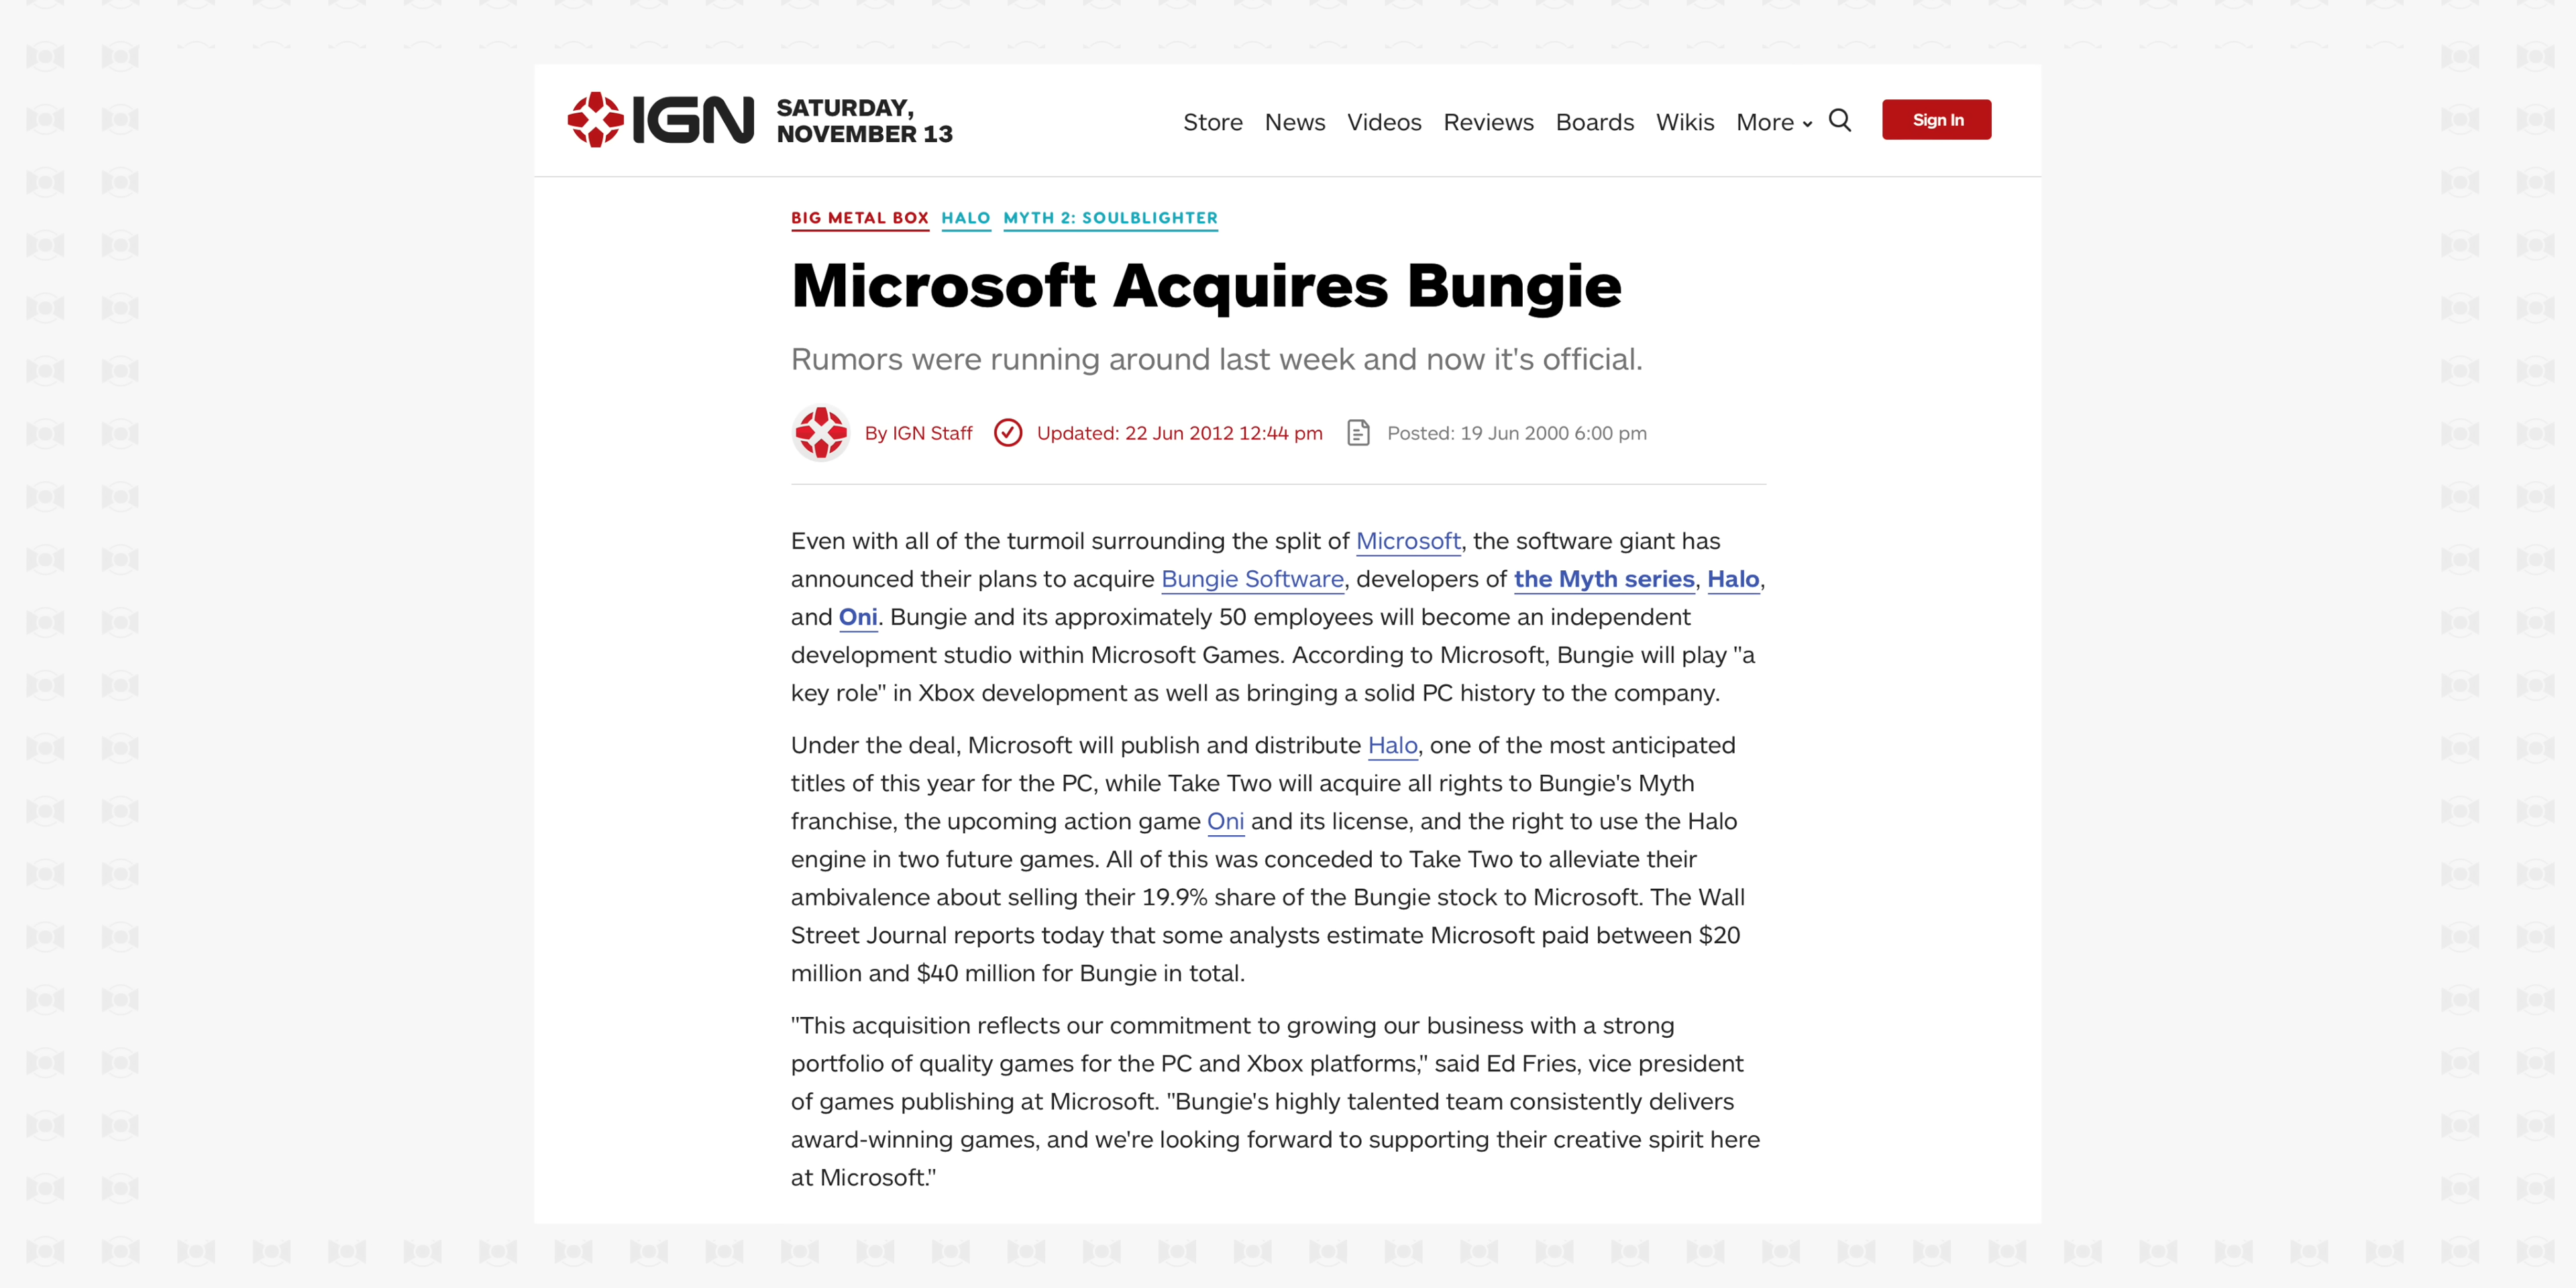 IGN
SATURDAY,
NOVEMBER 13
Store News Videos Reviews Boards Wikis More Sign In
BIG METAL BOX HALO MYTH 2: SOULBLIGHTER
Microsoft Acquires Bungie
Rumors were running around last week and now it's official.
By IGN Staff Updated: 22 Jun 2012 12:44 pm Posted: 19 Jun 2000 6:00 pm
Even with all of the turmoil surrounding the split of Microsoft, the software giant has
announced their plans to acquire Bungie Software, developers of the Myth series, Halo,
and Oni. Bungie and its approximately 50 employees will become an independent
development studio within Microsoft Games. According to Microsoft, Bungie will play "a
key role" in Xbox development as well as bringing a solid PC history to the company.
Under the deal, Microsoft will publish and distribute Halo, one of the most anticipated
titles of this year for the PC, while Take Two will acquire all rights to Bungie's Myth
franchise, the upcoming action game Oni and its license, and the right to use the Halo
engine in two future games. All of this was conceded to Take Two to alleviate their
ambivalence about selling their 19.9% share of the Bungie stock to Microsoft. The Wall
Street Journal reports today that some analysts estimate Microsoft paid between $20
million and $40 million for Bungie in total.
"This acquisition reflects our commitment to growing our business with a strong
portfolio of quality games for the PC and Xbox platforms," said Ed Fries, vice president
of games publishing at Microsoft. "Bungie's highly talented team consistently delivers
award-winning games, and we're looking forward to supporting their creative spirit here
at Microsoft."